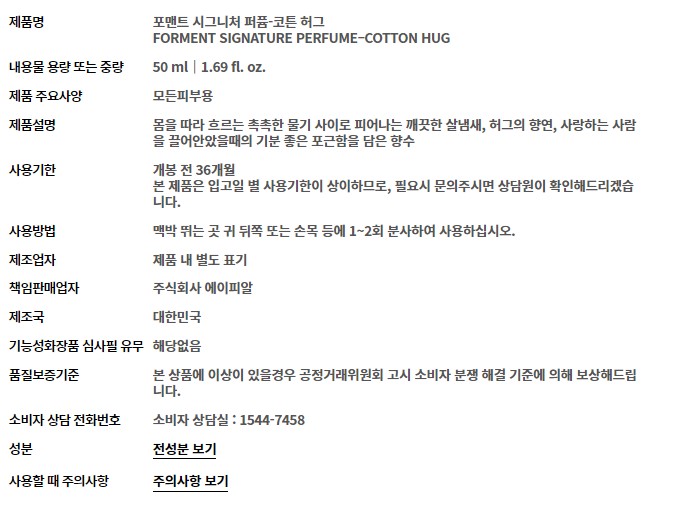 제품명 포맨트 시그니처 퍼퓸-코튼 허그
FORMENT SIGNATURE PERFUME-COTTON HUG
내용물 용량 또는 중량 50 ml | 1.69 fl. oz.
제품 주요사양 모든피부용
제품설명 몸을 따라 흐르는 촉촉한 물기 사이로 피어나는 깨끗한 살냄새, 허그의 향연, 사랑하는 사람
을 끌어안았을때의 기분 좋은 포근함을 담은 향수
사용기한 개봉 전 36개월
본 제품은 입고일 별 사용기한이 상이하므로, 필요시 문의주시면 상담원이 확인해드리겠습
니다.
사용방법 맥박 뛰는 곳 귀 뒤쪽 또는 손목 등에 1~2회 분사하여 사용하십시오.
제조업자 제품 내 별도 표기
책임판매업자 주식회사 에이피알
제조국 대한민국
기능성화장품 심사필 유무 해당없음
품질보증기준 본 상품에 이상이 있을경우 공정거래위원회 고시 소비자 분쟁 해결 기준에 의해 보상해드립
니다.
소비자 상담 전화번호 소비자 상담실 : 1544-7458
성분 전성분 보기
사용할 때 주의사항 주의사항 보기